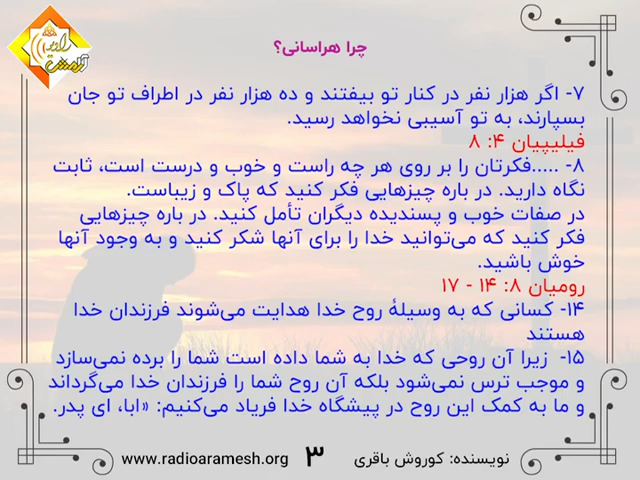 رادیو
آرامش
چرا هراسانی؟
۷- اگر هزار نفر در کنار تو بیفتند و ده هزار نفر در اطراف تو جان
بسپارند، به تو آسیبی نخواهد رسید.
فیلیپیان ۴: ۸
۸- .....فکرتان را بر روی هر چه راست و خوب و درست است، ثابت
نگاه دارید. در باره چیزهایی فکر کنید که پاک و زیباست.
در صفات خوب و پسندیده دیگران تأمل کنید. در باره چیزهایی
فکر کنید که می‌توانید خدا را برای آنها شکر کنید و به وجود آنها
خوش باشید.
رومیان ۸: ۱۴ - ۱۷
۱۴- کسانی که به وسیلهٔ روح خدا هدایت می‌شوند فرزندان خدا
هستند
۱۵- زیرا آن روحی که خدا به شما داده است شما را برده نمی‌سازد
و موجب ترس نمی‌شود بلکه آن روح شما را فرزندان خدا می‌گرداند
و ما به کمک این روح در پیشگاه خدا فریاد می‌کنیم: «ابا، ای پدر.
نویسنده: کوروش باقری ۳ www.radioaramesh.org